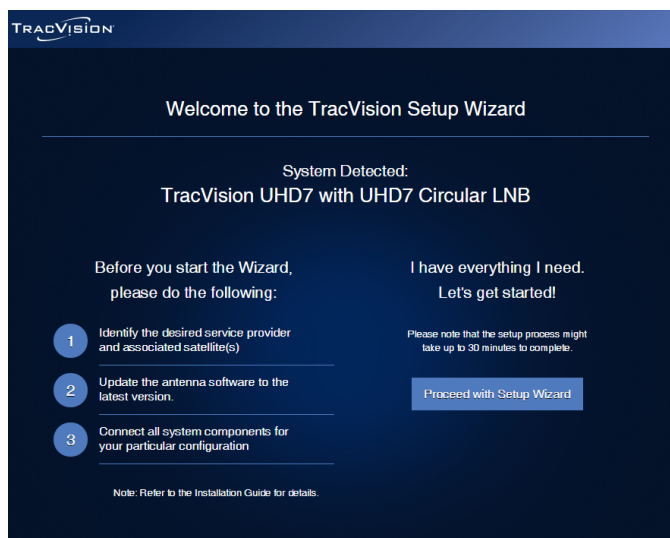 TRACVISION
Welcome to the TracVision Setup Wizard
System Detected:
TracVision UHD7 with UHD7 Circular LNB
Before you start the Wizard,
please do the following:
1
Identify the desired service provider
and associated satellite(s)
2
Update the antenna software to the
latest version.
3
Connect all system components for
your particular configuration
Note: Refer to the Installation Guide for details.
I have everything I need.
Let's get started!
Please note that the setup process might
take up to 30 minutes to complete.
Proceed with Setup Wizard